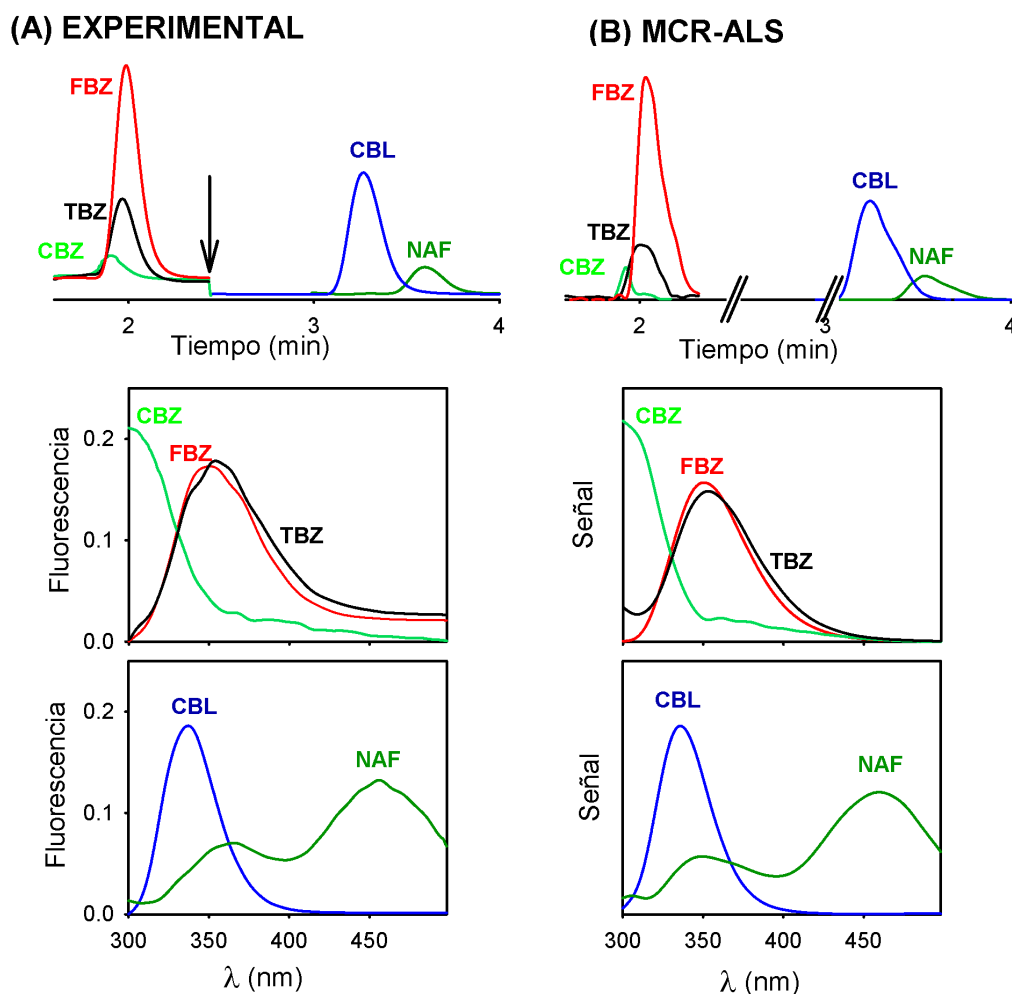 (A) EXPERIMENTAL
FBZ
TBZ
CBZ
CBL
NAF
2
3
4
Tiempo (min)
(B) MCR-ALS
FBZ
TBZ
CBZ
CBL
NAF
2
3
4
Tiempo (min)
Fluorescencia
0.2
0.1
0.0
CBZ
FBZ
TBZ
Señal
CBZ
FBZ
TBZ
Fluorescencia
0.2
0.1
0.0
CBL
NAF
300
350
400
450
λ (nm)
Señal
CBL
NAF
300
350
400
450
λ (nm)